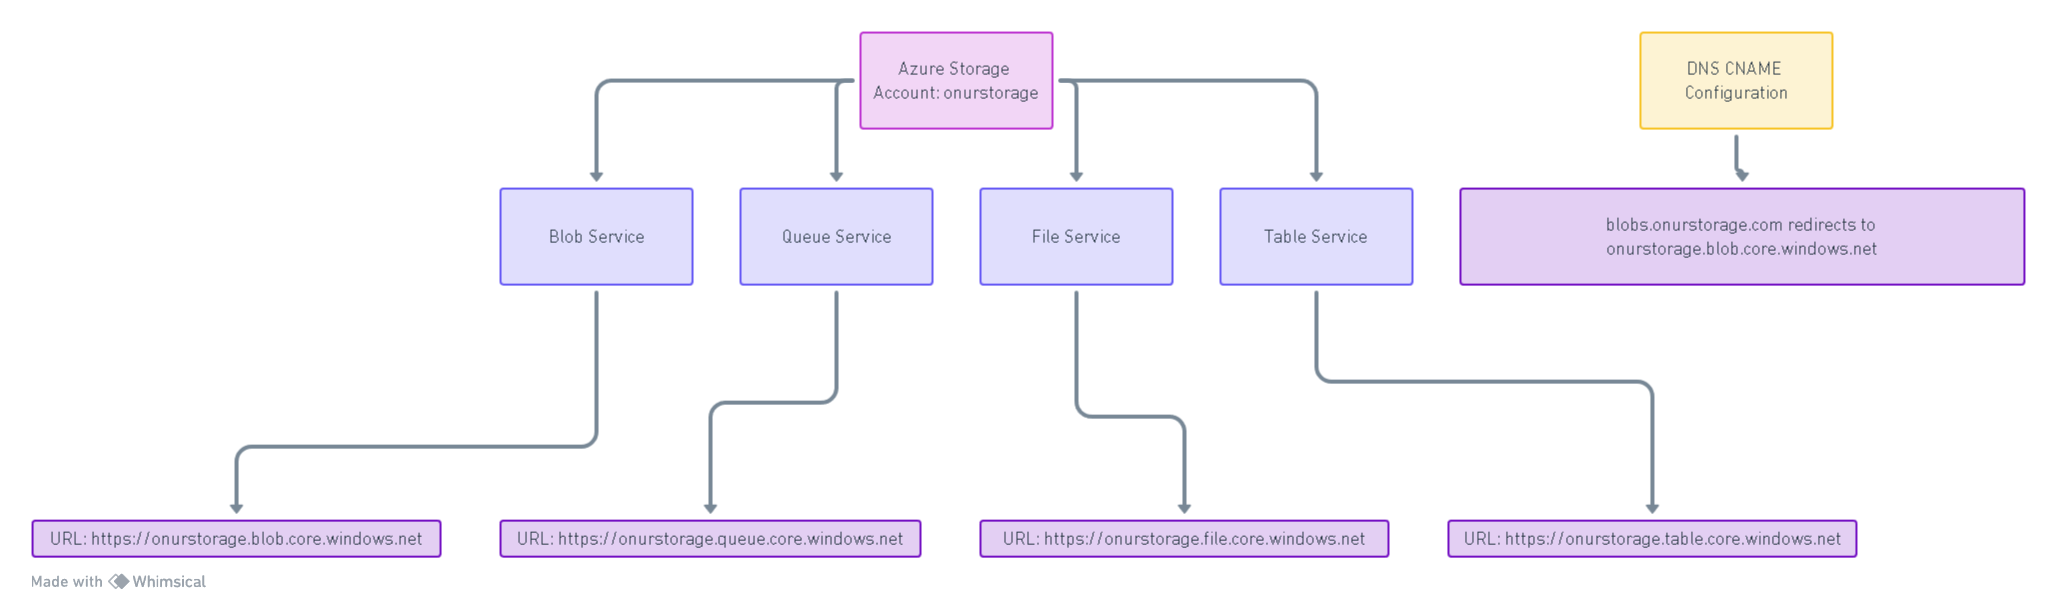 Azure Storage
Account: onurstorage
DNS CNAME
Configuration
Blob Service
Queue Service
File Service
Table Service
blobs.onurstorage.com redirects to
onurstorage.blob.core.windows.net
URL: https://onurstorage.blob.core.windows.net
URL: https://onurstorage.queue.core.windows.net
URL: https://onurstorage.file.core.windows.net
URL: https://onurstorage.table.core.windows.net
Made with Whimsical